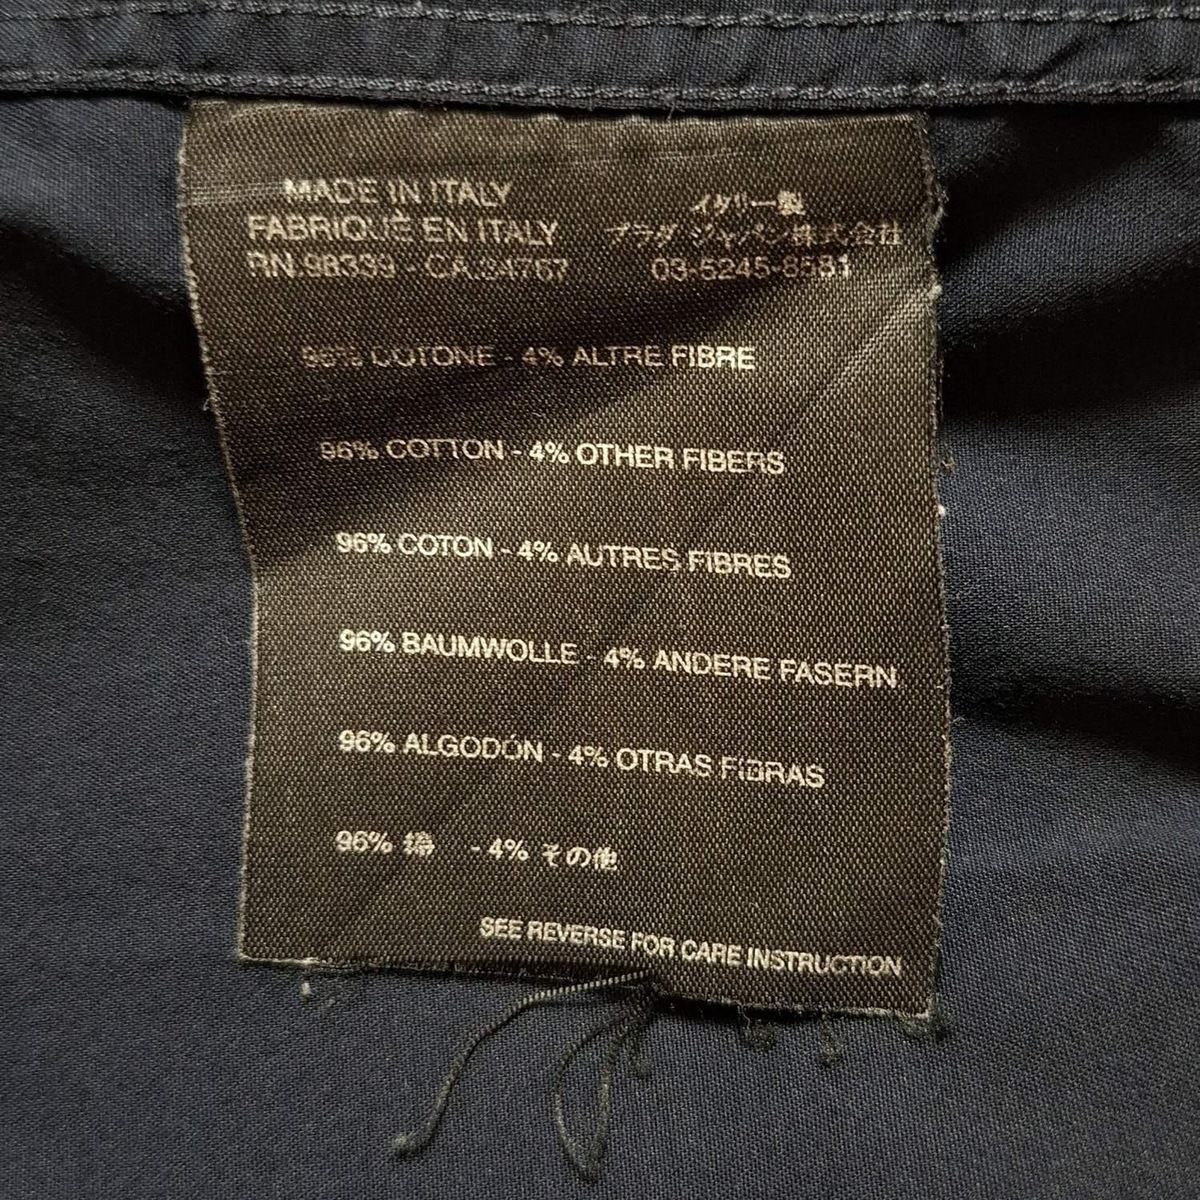 MADE IN ITALY
FABRIQUÉ EN ITALY
RN.98339 - CA.34767
イタリー製
プラダ ジャパン株式会社
03-5245-8581
96% COTONE - 4% ALTRE FIBRE
96% COTTON - 4% OTHER FIBERS
96% COTON - 4% AUTRES FIBRES
96% BAUMWOLLE - 4% ANDERE FASERN
96% ALGODÓN - 4% OTRAS FIBRAS
96% - 4% その他
SEE REVERSE FOR CARE INSTRUCTION